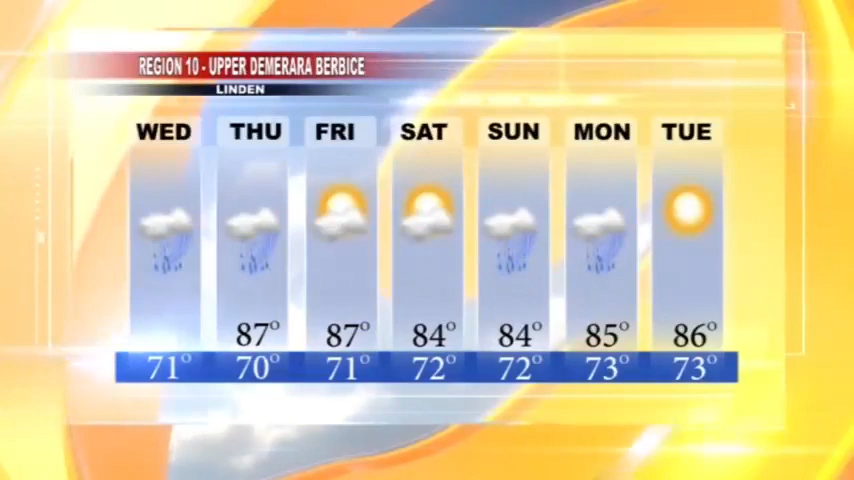 REGION 10 - UPPER DEMERARA BERBICE
LINDEN
WED THU FRI SAT SUN MON TUE
87° 87° 84° 84° 85° 86°
71° 70° 71° 72° 72° 73° 73°